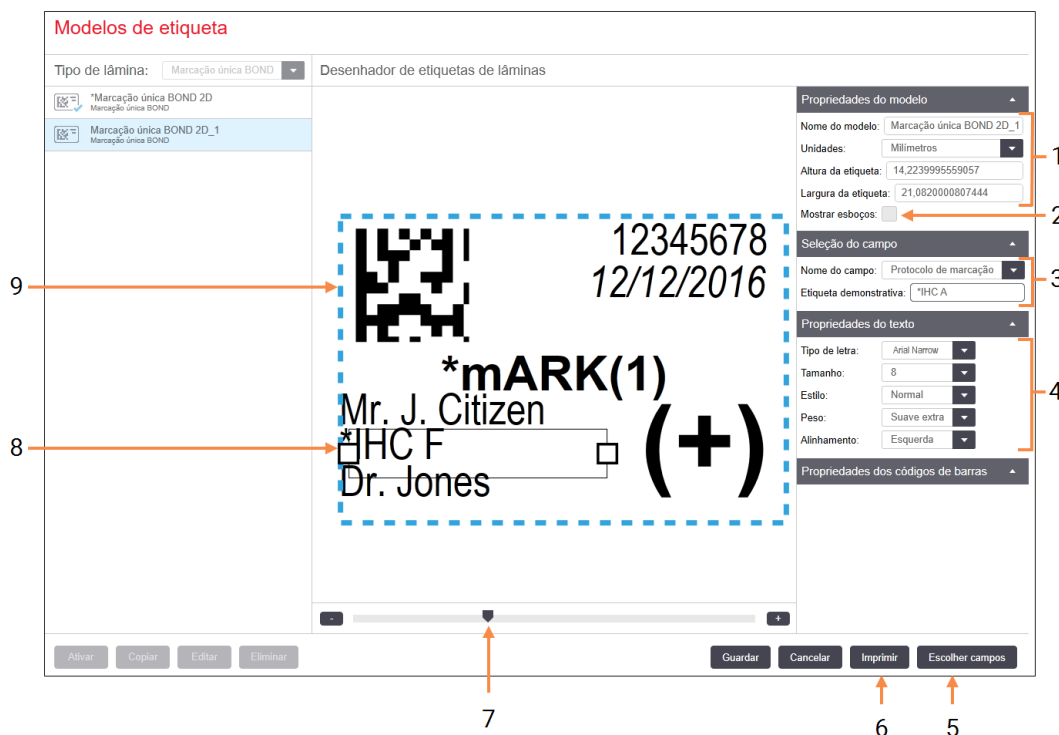 Modelos de etiqueta
Tipo de lâmina: Marcação única BOND
Desenhador de etiquetas de lâminas
*Marcação única BOND 2D
Marcação única BOND
Marcação única BOND 2D_1
Marcação única BOND
12345678
12/12/2016
*mARK(1)
Mr. J. Citizen
*IHC F
Dr. Jones
(+)
Propriedades do modelo
Nome do modelo: Marcação única BOND 2D_1
Unidades: Milímetros
Altura da etiqueta: 14,2239995559057
Largura da etiqueta: 21,0820000807444
Mostrar esboços:
Seleção do campo
Nome do campo: Protocolo de marcação
Etiqueta demonstrativa: *IHC A
Propriedades do texto
Tipo de letra: Arial Narrow
Tamanho: 8
Estilo: Normal
Peso: Suave extra
Alinhamento: Esquerda
Propriedades dos códigos de barras
- +
Ativar Copiar Editar Eliminar Guardar Cancelar Imprimir Escolher campos
1
2
3
4
9
8
7
6
5